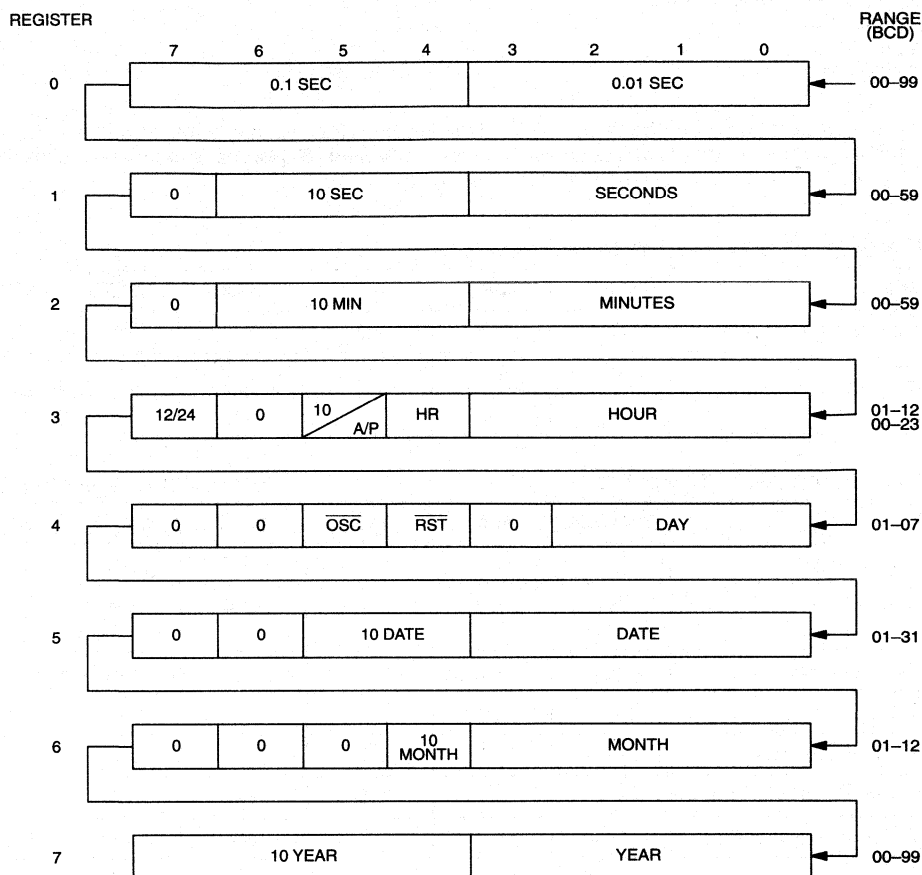 REGISTER
RANGE
(BCD)
7 6 5 4 3 2 1 0
0 0.1 SEC 0.01 SEC 00–99
1 0 10 SEC SECONDS 00–59
2 0 10 MIN MINUTES 00–59
3 12/24 0 10 A/P HR HOUR 01–12
00–23
4 0 0 O̅S̅C̅ R̅S̅T̅ 0 DAY 01–07
5 0 0 10 DATE DATE 01–31
6 0 0 0 10 MONTH MONTH 01–12
7 10 YEAR YEAR 00–99